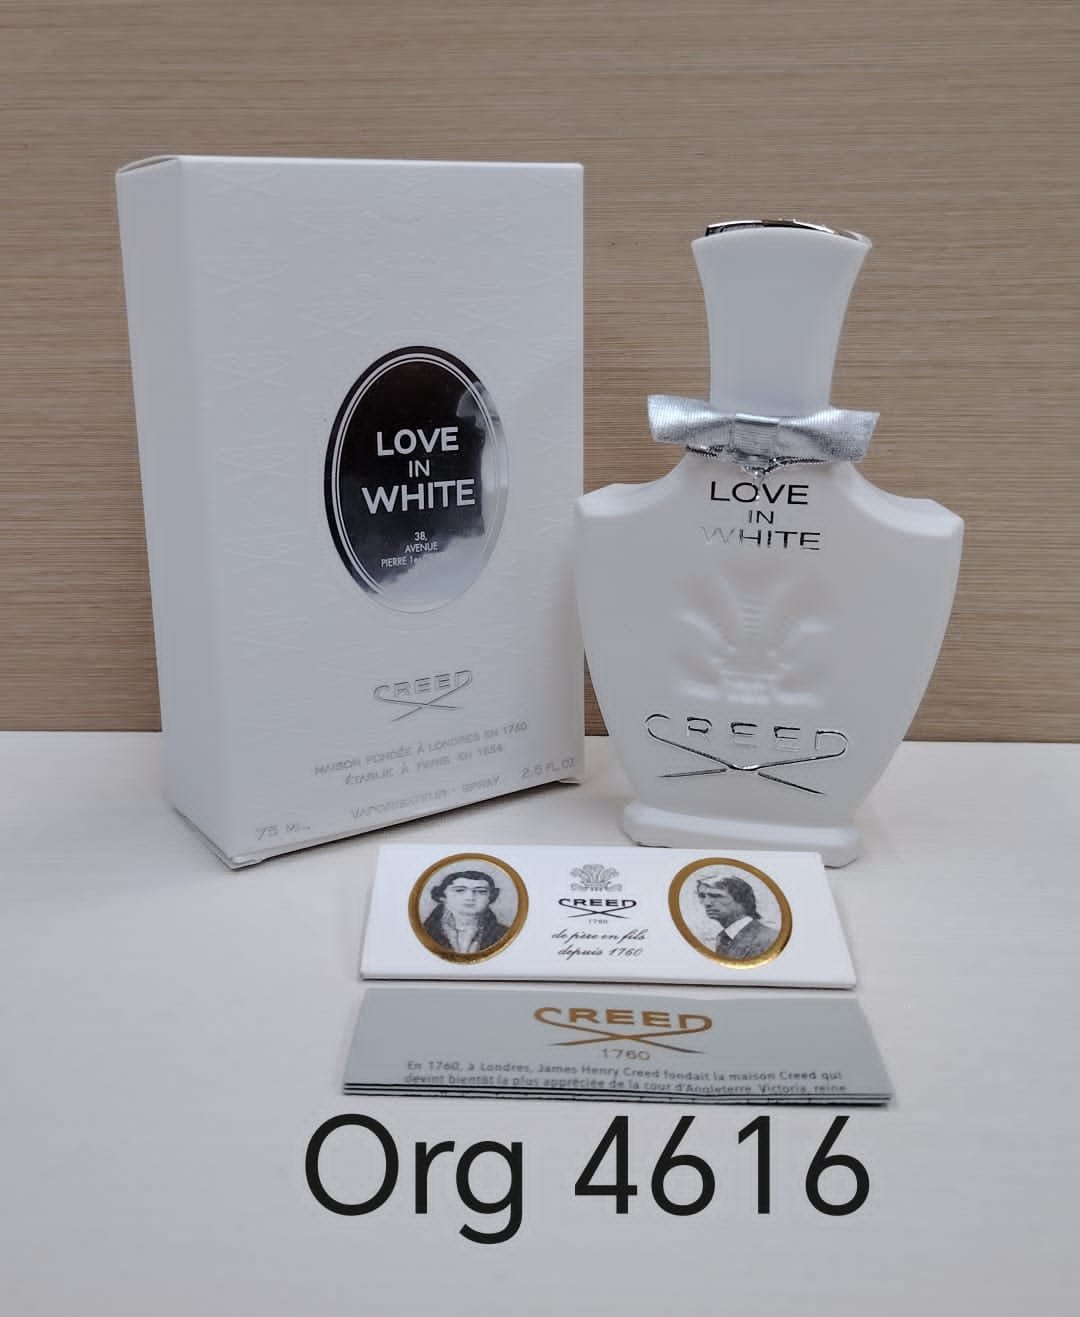 LOVE
IN
WHITE
38,
AVENUE
PIERRE 1er
CREED
MAISON FONDÉE À LONDRES EN 1760
ÉTABLIE À PARIS EN 1854
75 ML. VAPORISATEUR * SPRAY 2.5 FL.OZ
LOVE
IN
WHITE
CREED
CREED
1760
de père en fils
depuis 1760
CREED
1760
En 1760, à Londres, James Henry Creed fondait la maison Creed qui
devint bientôt la plus appréciée de la cour d'Angleterre. Victoria, reine
Org 4616